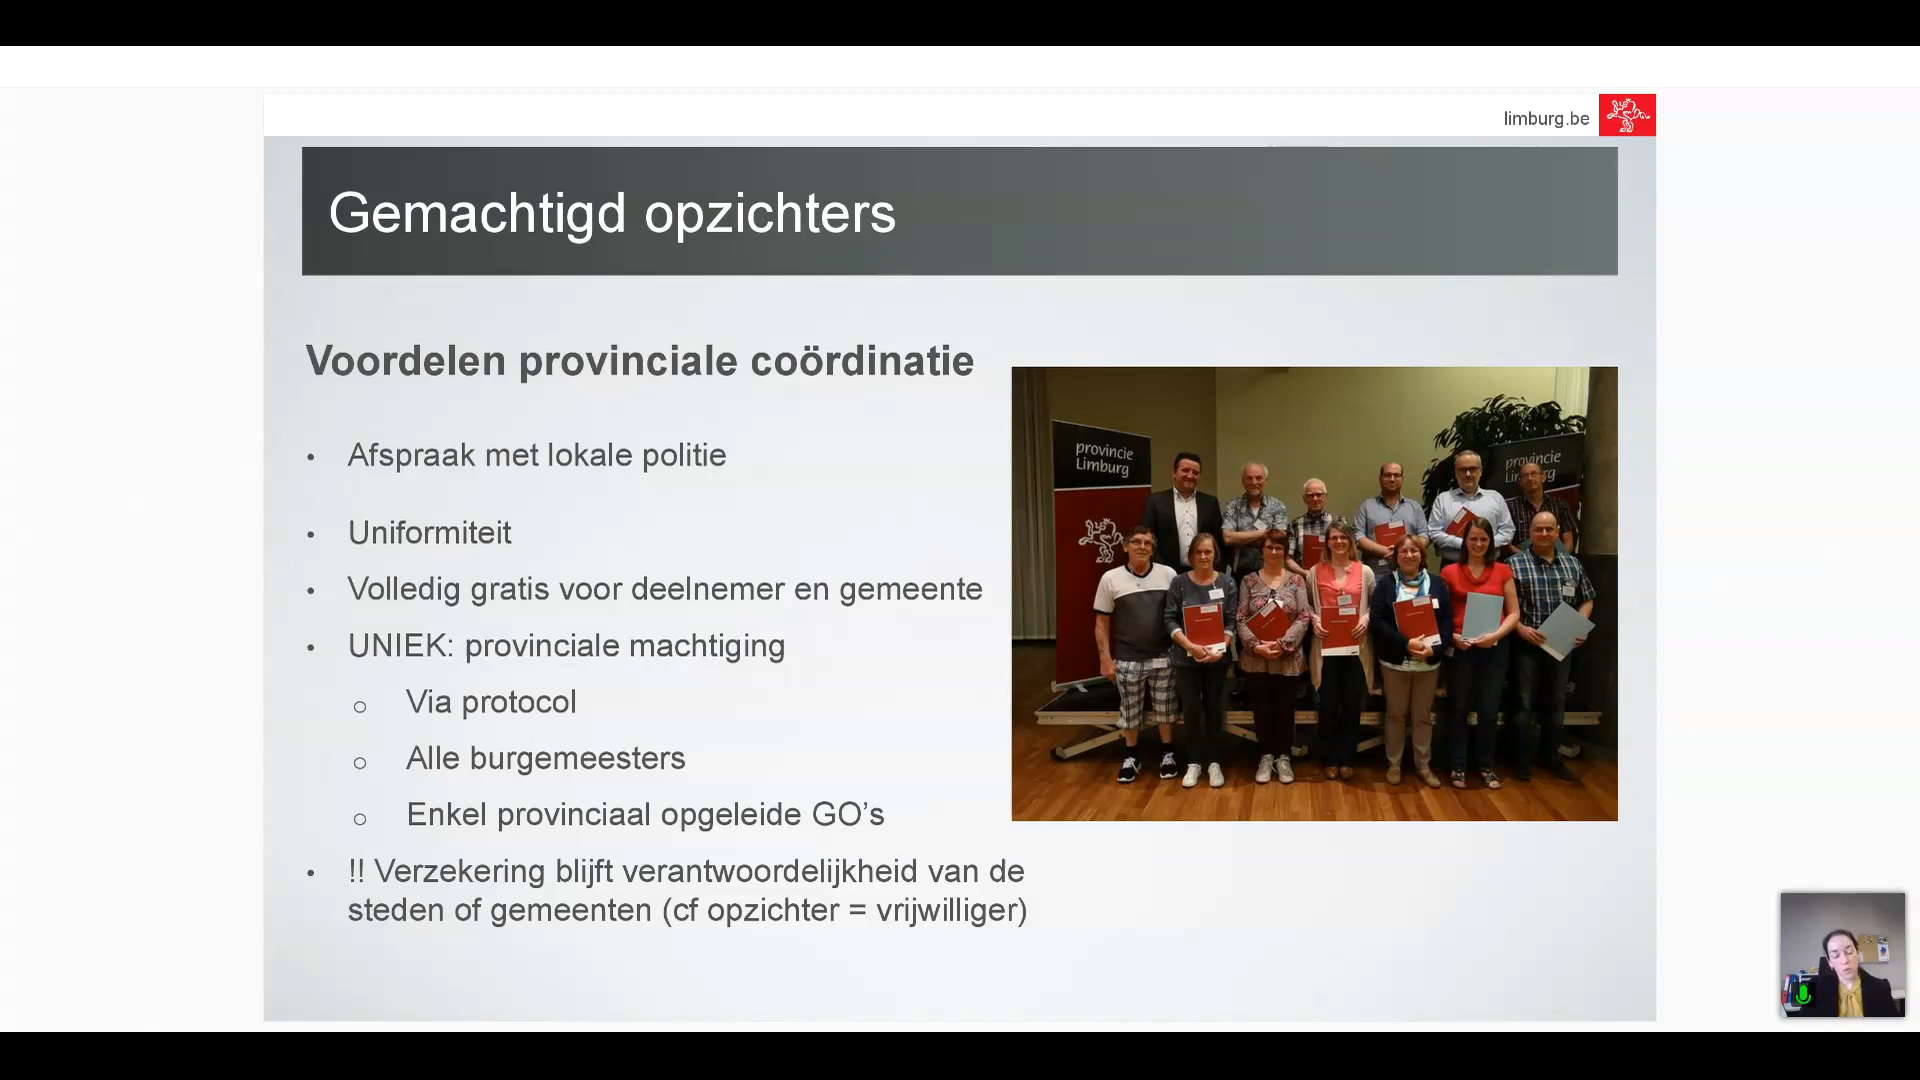 limburg.be
Gemachtigd opzichters
Voordelen provinciale coördinatie
• Afspraak met lokale politie
• Uniformiteit
• Volledig gratis voor deelnemer en gemeente
• UNIEK: provinciale machtiging
o Via protocol
o Alle burgemeesters
o Enkel provinciaal opgeleide GO’s
• !! Verzekering blijft verantwoordelijkheid van de
steden of gemeenten (cf opzichter = vrijwilliger)
provincie
Limburg
provincie
Limburg